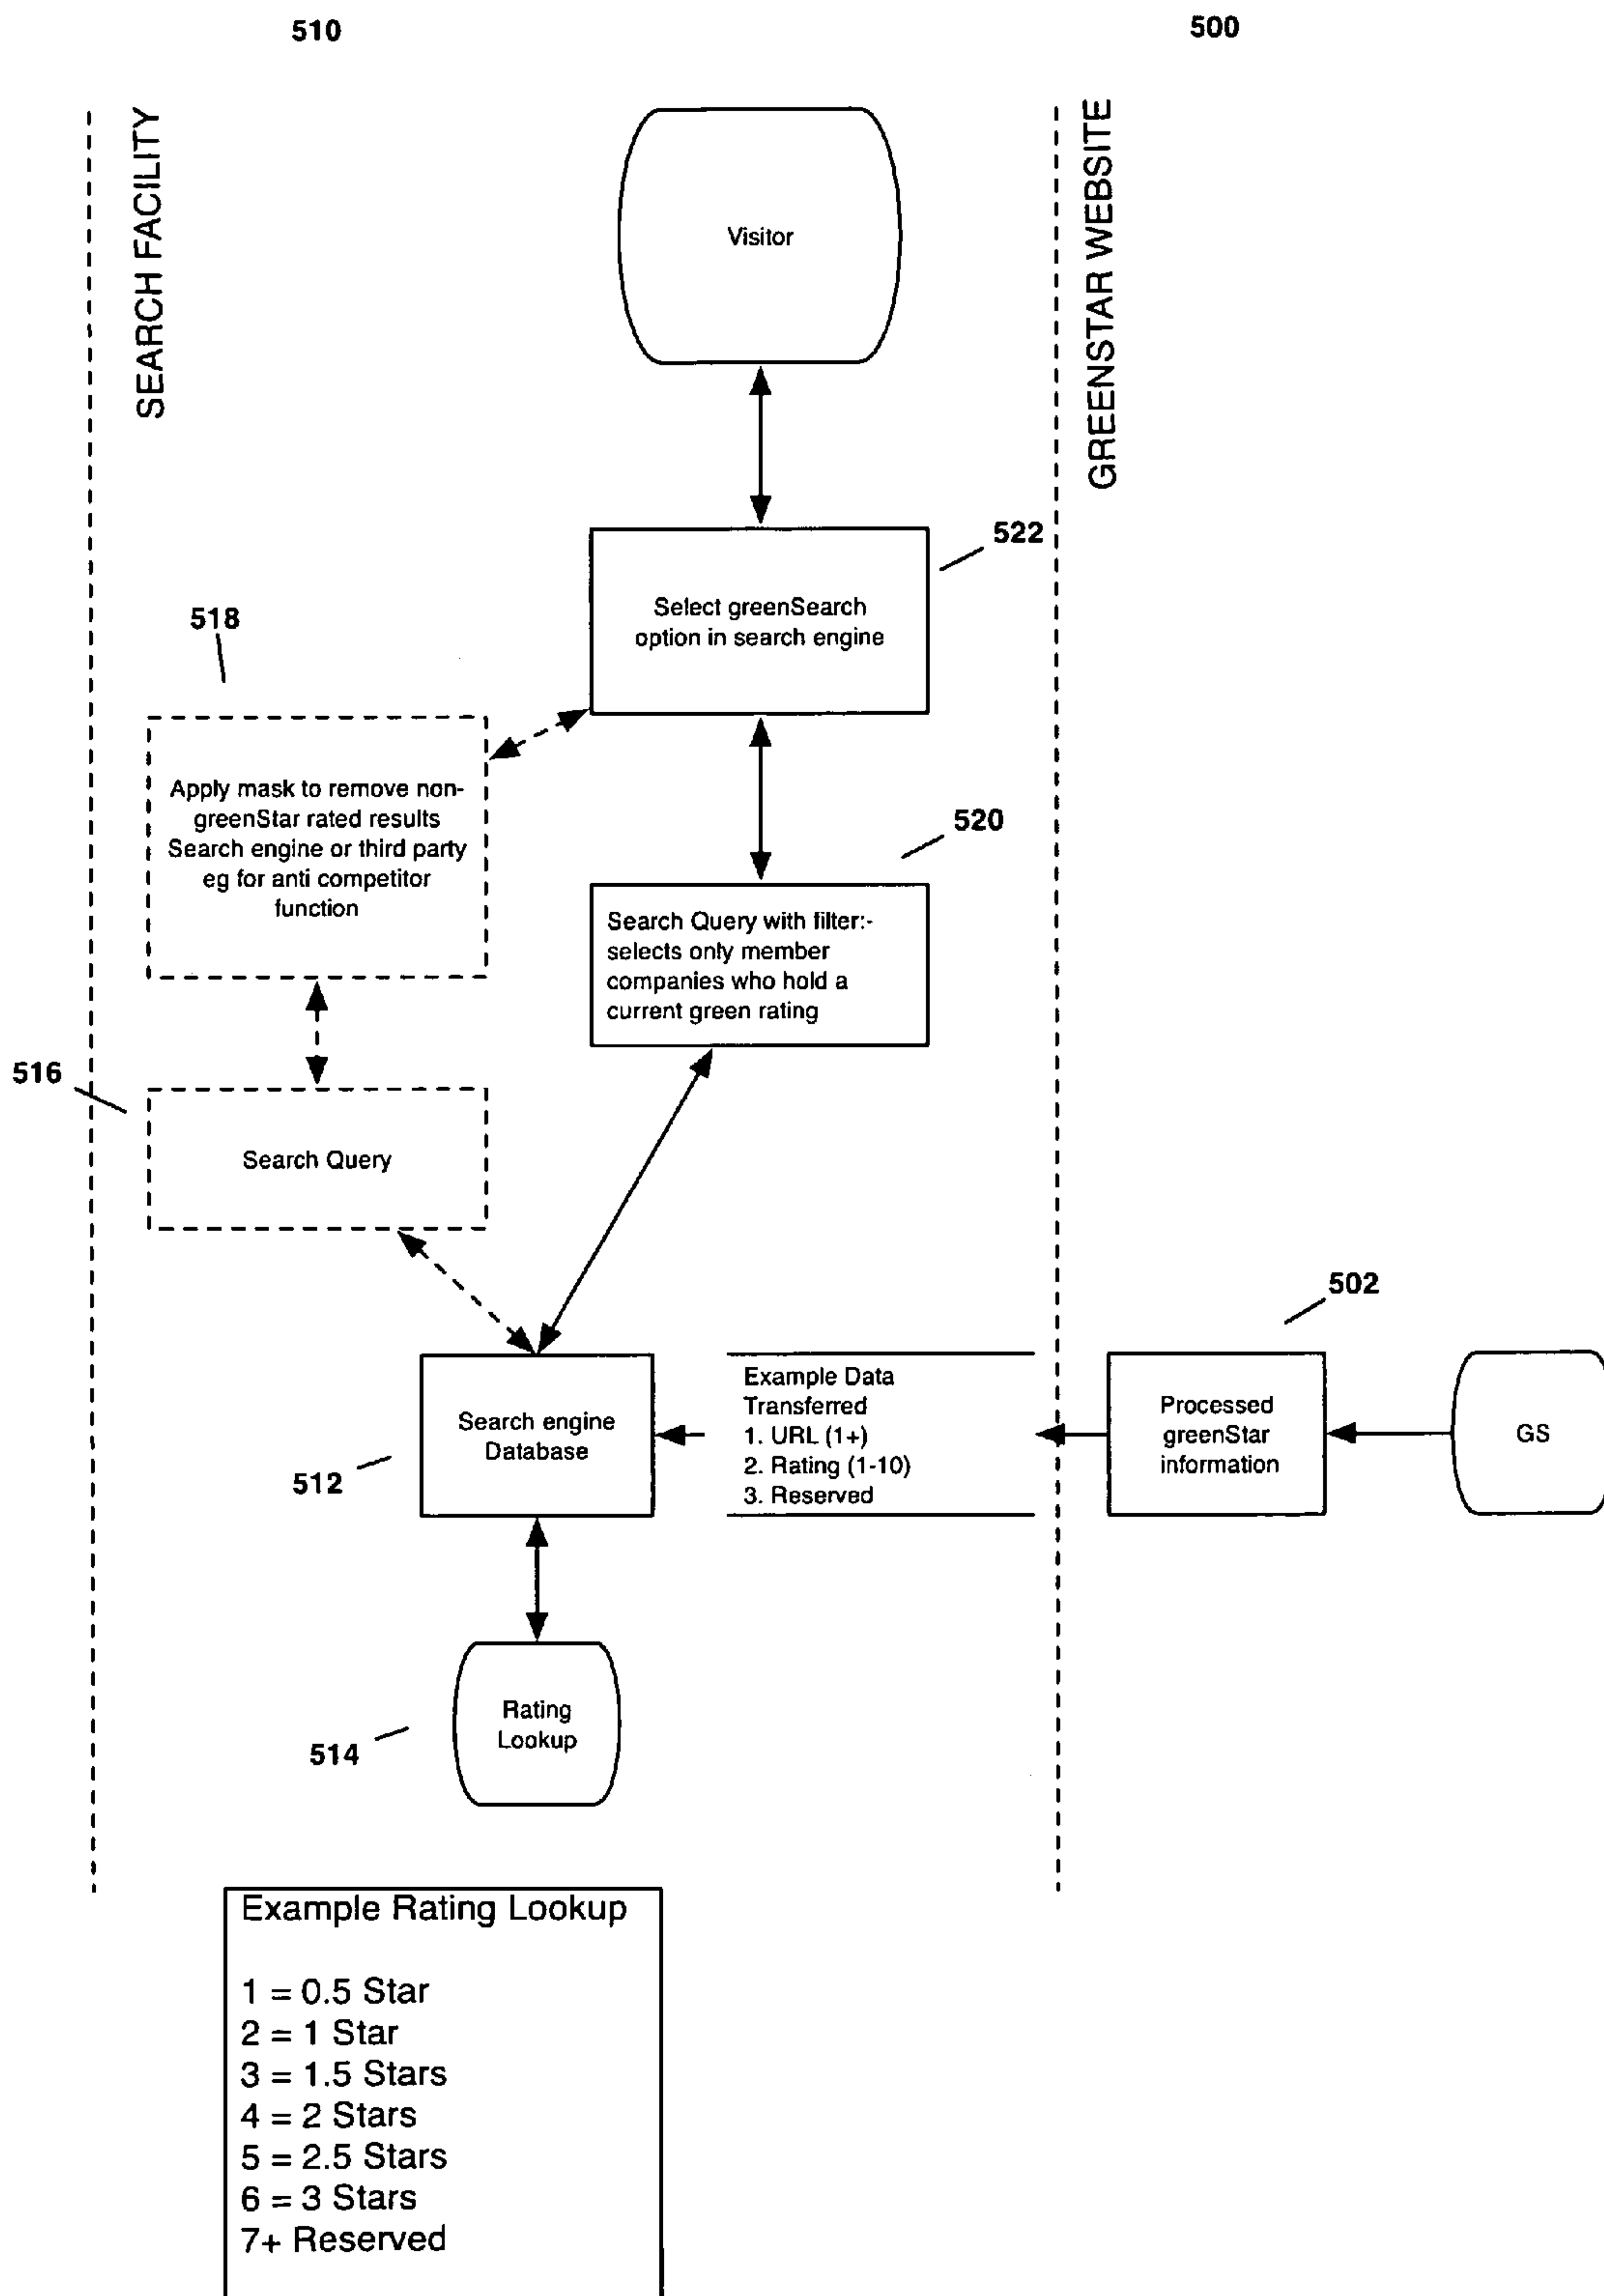 510
500
SEARCH FACILITY
GREENSTAR WEBSITE
Visitor
522
Select greenSearch
option in search engine
518
Apply mask to remove non-
greenStar rated results
Search engine or third party
eg for anti competitor
function
520
Search Query with filter:-
selects only member
companies who hold a
current green rating
516
Search Query
502
Search engine
Database
512
Example Data
Transferred
1. URL (1+)
2. Rating (1-10)
3. Reserved
Processed
greenStar
information
GS
Rating
Lookup
514
Example Rating Lookup
1 = 0.5 Star
2 = 1 Star
3 = 1.5 Stars
4 = 2 Stars
5 = 2.5 Stars
6 = 3 Stars
7+ Reserved